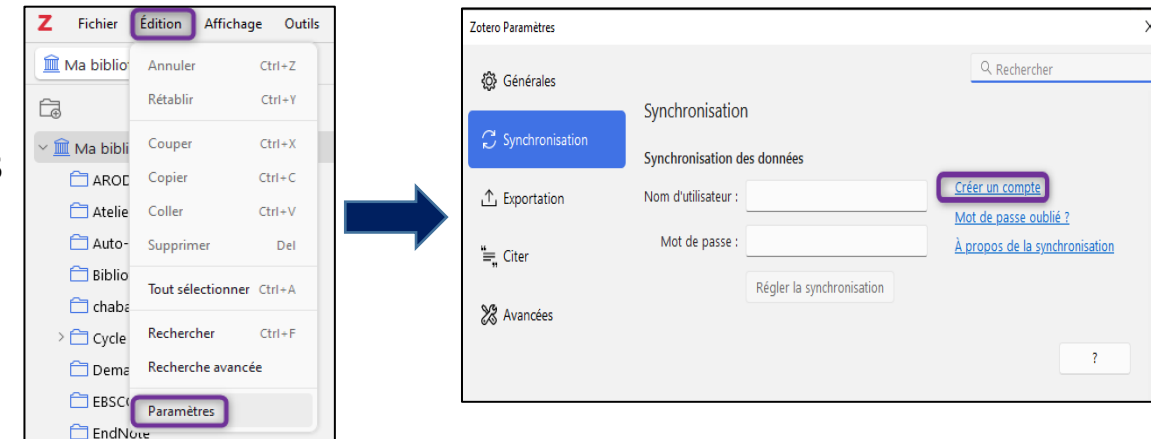 Z Fichier Édition Affichage Outils
Ma biblio
Annuler Ctrl+Z
Rétablir Ctrl+Y
Ma bibli
Couper Ctrl+X
AROD
Copier Ctrl+C
Atelie
Coller Ctrl+V
Auto-
Supprimer Del
Biblio
Tout sélectionner Ctrl+A
chaba
Cycle
Rechercher Ctrl+F
Dema
Recherche avancée
EBSC
Paramètres
EndNote
Zotero Paramètres
Rechercher
Générales
Synchronisation
Exportation
Citer
Avancées
Synchronisation
Synchronisation des données
Nom d'utilisateur :
Créer un compte
Mot de passe oublié ?
Mot de passe :
À propos de la synchronisation
Régler la synchronisation
?